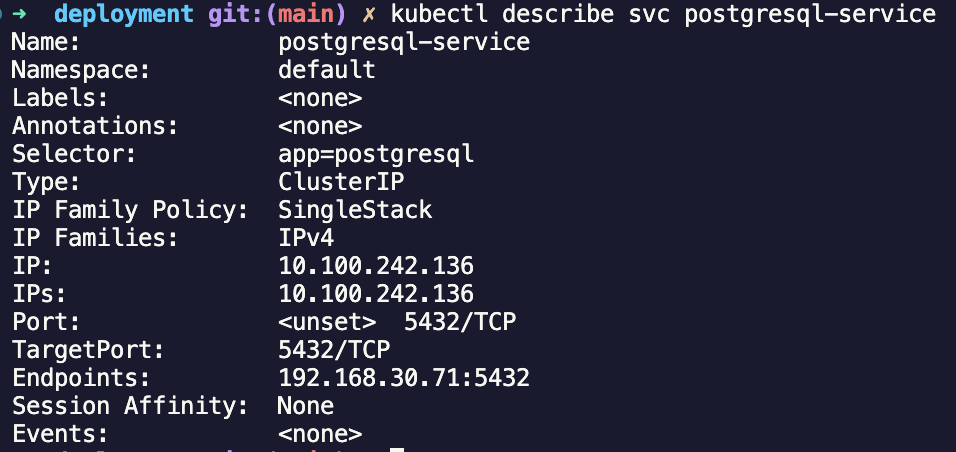 → deployment git:(main) ✗ kubectl describe svc postgresql-service
Name: postgresql-service
Namespace: default
Labels: <none>
Annotations: <none>
Selector: app=postgresql
Type: ClusterIP
IP Family Policy: SingleStack
IP Families: IPv4
IP: 10.100.242.136
IPs: 10.100.242.136
Port: <unset> 5432/TCP
TargetPort: 5432/TCP
Endpoints: 192.168.30.71:5432
Session Affinity: None
Events: <none>